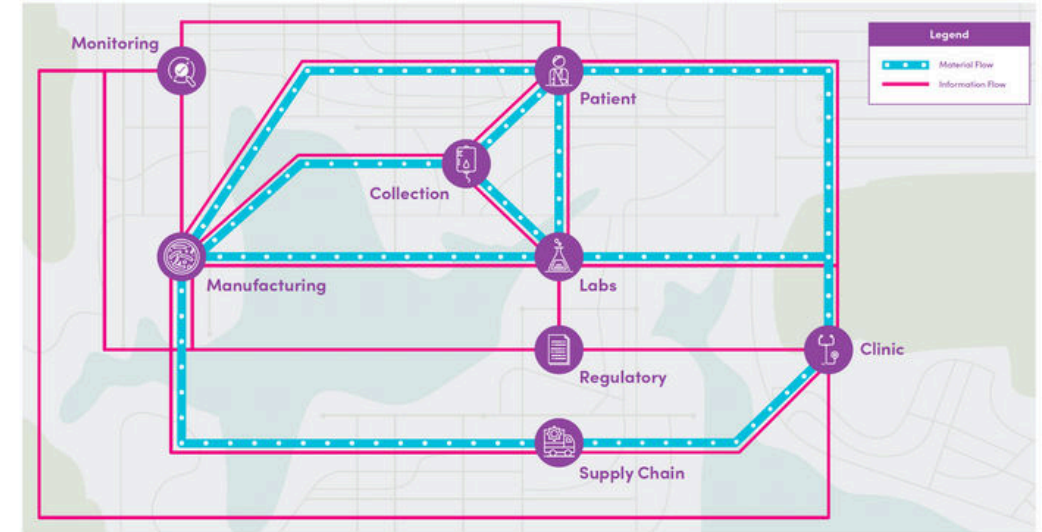 Legend
Material Flow
Information Flow
Monitoring
Patient
Collection
Manufacturing
Labs
Clinic
Regulatory
Supply Chain